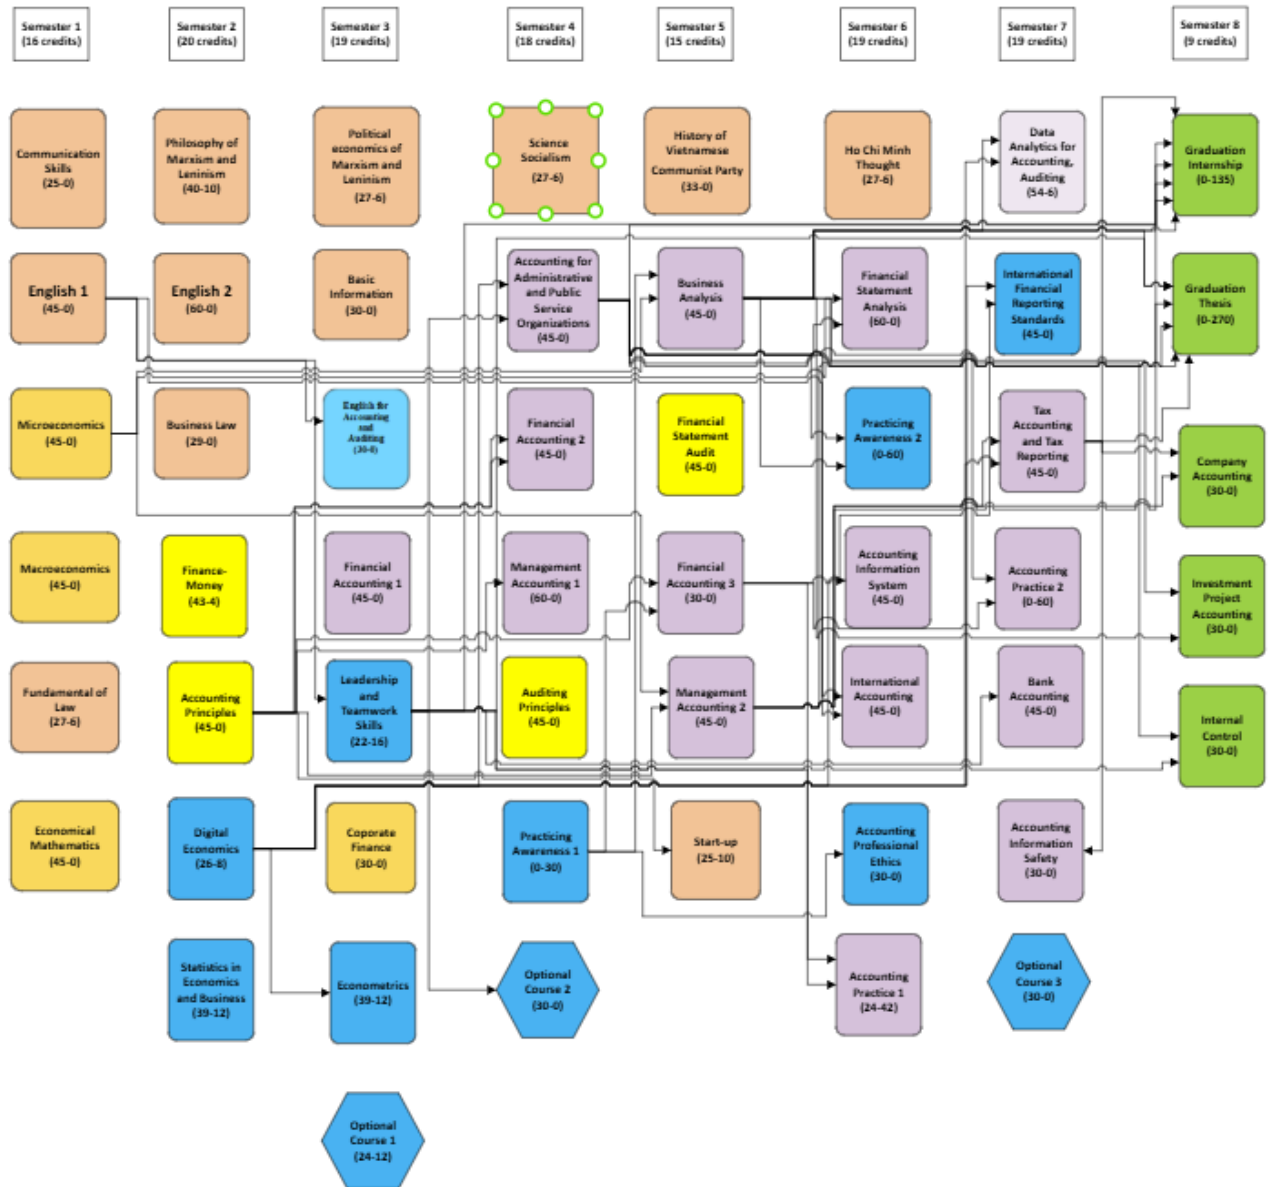 Semester 1
(16 credits)
Semester 2
(20 credits)
Semester 3
(19 credits)
Semester 4
(18 credits)
Semester 5
(15 credits)
Semester 6
(19 credits)
Semester 7
(19 credits)
Semester 8
(9 credits)
Communication
Skills
(25-0)
Philosophy of
Marxism and
Leninism
(40-10)
Political
economics of
Marxism and
Leninism
(27-6)
Science
Socialism
(27-6)
History of
Vietnamese
Communist Party
(33-0)
Ho Chi Minh
Thought
(27-6)
Data
Analytics for
Accounting,
Auditing
(54-6)
Graduation
Internship
(0-135)
English 1
(45-0)
English 2
(60-0)
Basic
Information
(30-0)
Accounting for
Administrative
and Public
Service
Organizations
(45-0)
Business
Analysis
(45-0)
Financial
Statement
Analysis
(60-0)
International
Financial
Reporting
Standards
(45-0)
Graduation
Thesis
(0-270)
Microeconomics
(45-0)
Business Law
(29-0)
English for
Accounting
and
Auditing
(30-0)
Financial
Accounting 2
(45-0)
Financial
Statement
Audit
(45-0)
Practicing
Awareness 2
(0-60)
Tax
Accounting
and Tax
Reporting
(45-0)
Company
Accounting
(30-0)
Macroeconomics
(45-0)
Finance-
Money
(43-4)
Financial
Accounting 1
(45-0)
Management
Accounting 1
(60-0)
Financial
Accounting 3
(30-0)
Accounting
Information
System
(45-0)
Accounting
Practice 2
(0-60)
Investment
Project
Accounting
(30-0)
Fundamental of
Law
(27-6)
Accounting
Principles
(45-0)
Leadership
and
Teamwork
Skills
(22-16)
Auditing
Principles
(45-0)
Management
Accounting 2
(45-0)
International
Accounting
(45-0)
Bank
Accounting
(45-0)
Internal
Control
(30-0)
Economical
Mathematics
(45-0)
Digital
Economics
(26-8)
Coporate
Finance
(30-0)
Practicing
Awareness 1
(0-30)
Start-up
(25-10)
Accounting
Professional
Ethics
(30-0)
Accounting
Information
Safety
(30-0)
Statistics in
Economics
and Business
(39-12)
Econometrics
(39-12)
Optional
Course 2
(30-0)
Accounting
Practice 1
(24-42)
Optional
Course 3
(30-0)
Optional
Course 1
(24-12)